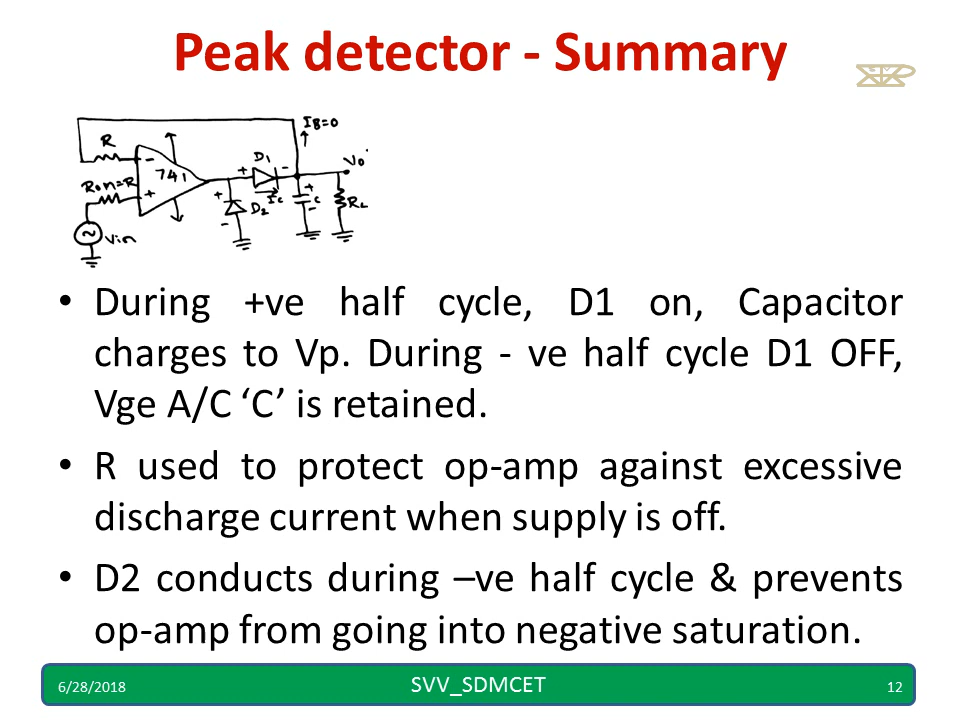 Peak detector - Summary
IB=0
R
D1
Vo
+
-
-
741
Rom=R
+
Ic
+
C
-
RL
+
D2
-
Vin
• During +ve half cycle, D1 on, Capacitor
charges to Vp. During - ve half cycle D1 OFF,
Vge A/C ‘C’ is retained.
• R used to protect op-amp against excessive
discharge current when supply is off.
• D2 conducts during –ve half cycle & prevents
op-amp from going into negative saturation.
6/28/2018
SVV_SDMCET
12